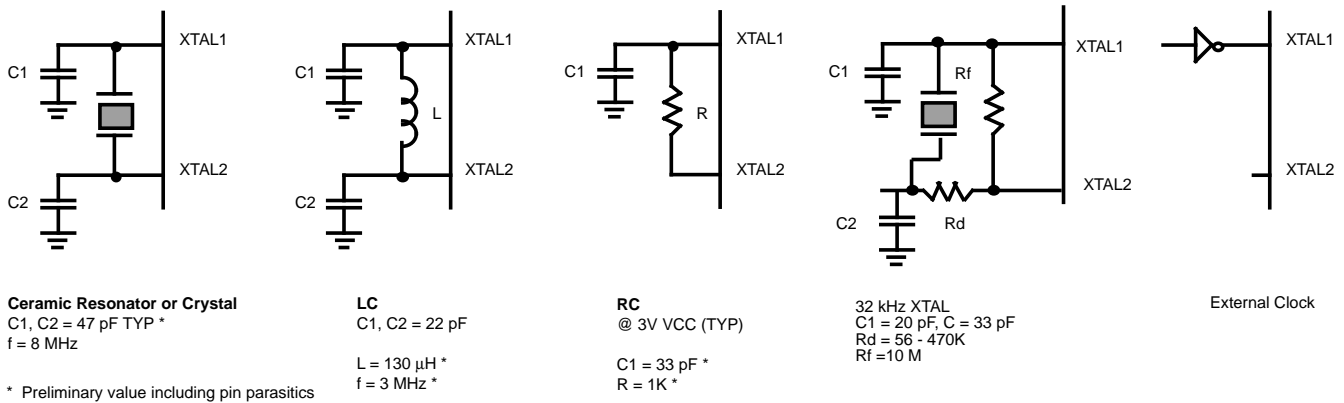 XTAL1
C1
XTAL2
C2
Ceramic Resonator or Crystal
C1, C2 = 47 pF TYP *
f = 8 MHz
* Preliminary value including pin parasitics
XTAL1
C1
L
XTAL2
C2
LC
C1, C2 = 22 pF
L = 130 μH *
f = 3 MHz *
XTAL1
C1
R
XTAL2
RC
@ 3V VCC (TYP)
C1 = 33 pF *
R = 1K *
XTAL1
C1
Rf
XTAL2
C2
Rd
32 kHz XTAL
C1 = 20 pF, C = 33 pF
Rd = 56 - 470K
Rf =10 M
XTAL1
XTAL2
External Clock